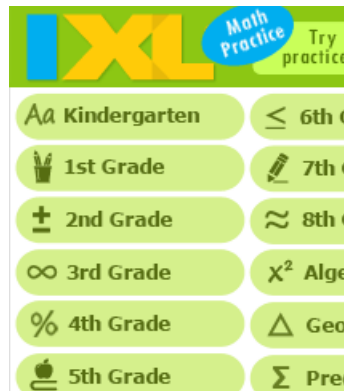 IXL
Math
Practice
Try
practice
Aa Kindergarten
1st Grade
± 2nd Grade
∞ 3rd Grade
% 4th Grade
5th Grade
≤ 6th
7th
≈ 8th
x² Alge
△ Geo
Σ Pre